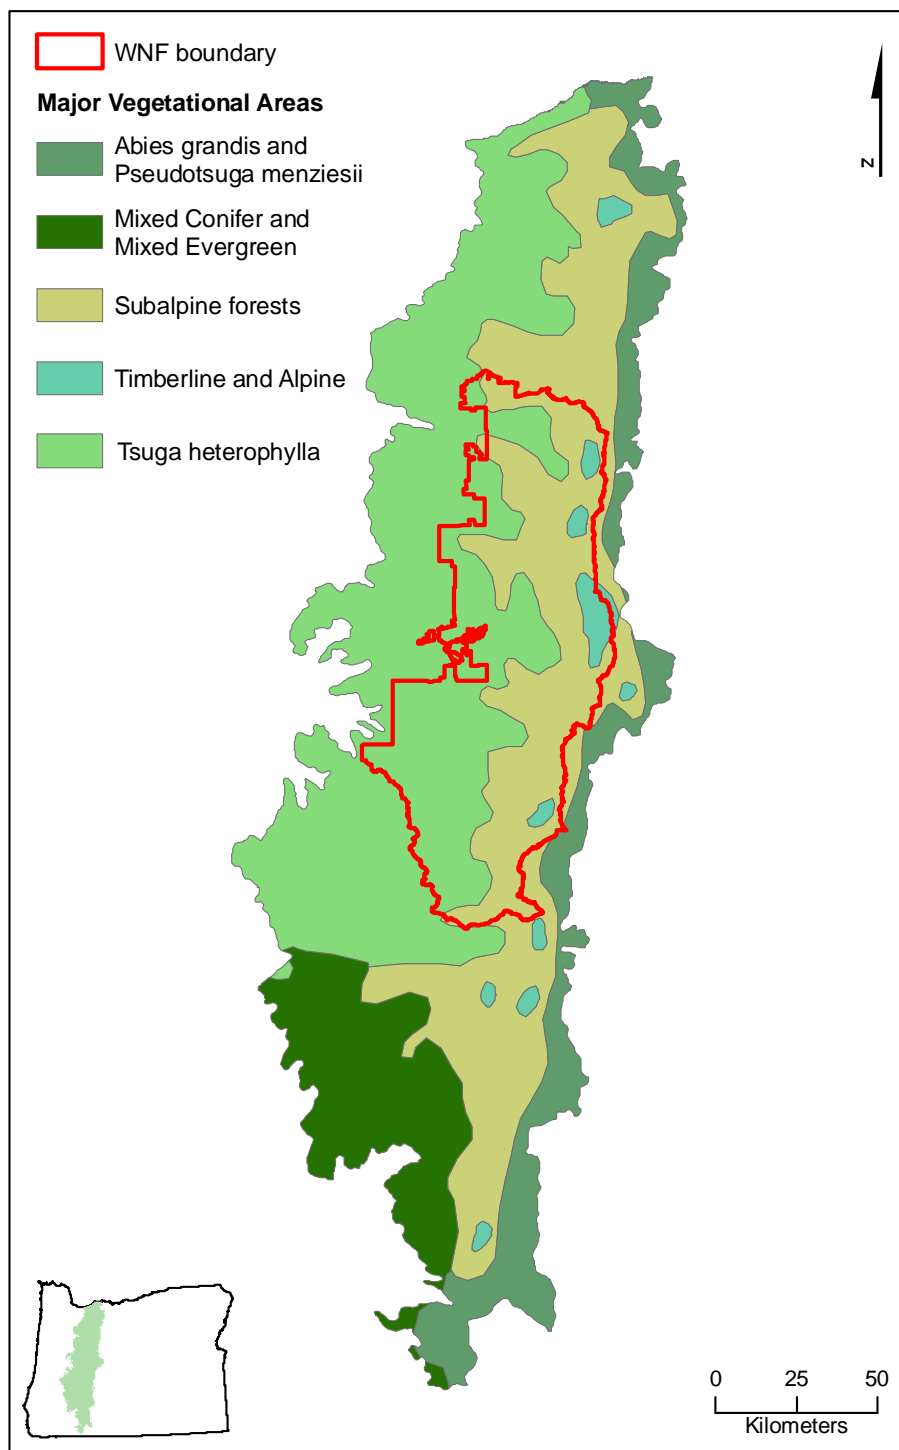 WNF boundary
Major Vegetational Areas
Abies grandis and
Pseudotsuga menziesii
Mixed Conifer and
Mixed Evergreen
Subalpine forests
Timberline and Alpine
Tsuga heterophylla
N
0 25 50
Kilometers